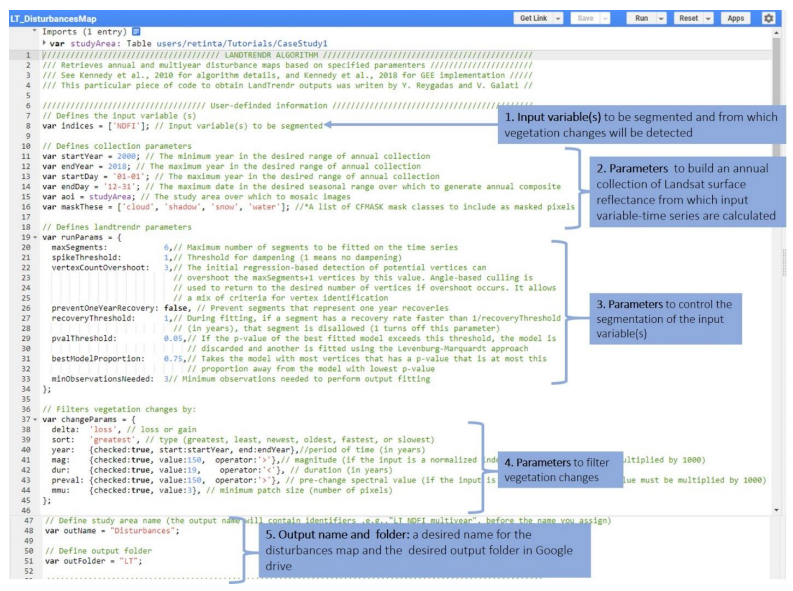 LT_DisturbancesMap
Get Link Save Run Reset Apps
Imports (1 entry)
var studyArea: Table users/retinta/Tutorials/CaseStudy1
1 /////////////////////////////////// LANDTRENDR ALGORITHM ///////////////////////////////////
2 /// Retrieves annual and multiyear disturbance maps based on specified paramenters ////////////////////
3 /// See Kennedy et al., 2010 for algorithm details, and Kennedy et al., 2018 for GEE implementation /////
4 /// This particular piece of code to obtain LandTrendr outputs was writen by Y. Reygadas and V. Galati //
5
6 //////////////////////////////// User-definded information ////////////////////////////////
7 // Defines the input variable (s)
8 var indices = ['NDFI']; // Input variable(s) to be segmented
9
10 // Defines collection parameters
11 var startYear = 2000; // The minimum year in the desired range of annual collection
12 var endYear = 2018; // The maximum year in the desired range of annual collection
13 var startDay = '01-01'; // The maximum year in the desired range of annual collection
14 var endDay = '12-31'; // The maximum date in the desired seasonal range over which to generate annual composite
15 var aoi = studyArea; // The study area over which to mosaic images
16 var maskThese = ['cloud', 'shadow', 'snow', 'water']; //*A list of CFMASK mask classes to include as masked pixels
17
18 // Defines landtrendr parameters
19 var runParams = {
20 maxSegments: 6,// Maximum number of segments to be fitted on the time series
21 spikeThreshold: 1,// Threshold for dampening (1 means no dampening)
22 vertexCountOvershoot: 3,// The initial regression-based detection of potential vertices can
23 // overshoot the maxSegments+1 vertices by this value. Angle-based culling is
24 // used to return to the desired number of vertices if overshoot occurs. It allows
25 // a mix of criteria for vertex identification
26 preventOneYearRecovery: false, // Prevent segments that represent one year recoveries
27 recoveryThreshold: 1,// During fitting, if a segment has a recovery rate faster than 1/recoveryThreshold
28 // (in years), that segment is disallowed (1 turns off this parameter)
29 pvalThreshold: 0.05,// If the p-value of the best fitted model exceeds this threshold, the model is
30 // discarded and another is fitted using the Levenburg-Marquardt approach
31 bestModelProportion: 0.75,// Takes the model with most vertices that has a p-value that is at most this
32 // proportion away from the model with lowest p-value
33 minObservationsNeeded: 3// Minimum observations needed to perform output fitting
34 };
35
36 // Filters vegetation changes by:
37 var changeParams = {
38 delta: 'loss', // loss or gain
39 sort: 'greatest', // type (greatest, least, newest, oldest, fastest, or slowest)
40 year: {checked:true, start:startYear, end:endYear},//period of time (in years)
41 mag: {checked:true, value:150, operator:'>'},// magnitude (if the input is a normalized inde multiplied by 1000)
42 dur: {checked:true, value:19, operator:'<'}, // duration (in years)
43 preval: {checked:true, value:150, operator:'>'}, // pre-change spectral value (if the input is lue must be multiplied by 1000)
44 mmu: {checked:true, value:3}, // minimum patch size (number of pixels)
45 };
46
47 // Define study area name (the output name will contain identifiers .e.g.."LT NDFI multiyear". before the name you assign)
48 var outName = "Disturbances";
49
50 // Define output folder
51 var outFolder = "LT";
52
1. Input variable(s) to be segmented and from which
vegetation changes will be detected
2. Parameters to build an annual
collection of Landsat surface
reflectance from which input
variable-time series are calculated
3. Parameters to control the
segmentation of the input
variable(s)
4. Parameters to filter
vegetation changes
5. Output name and folder: a desired name for the
disturbances map and the desired output folder in Google
drive